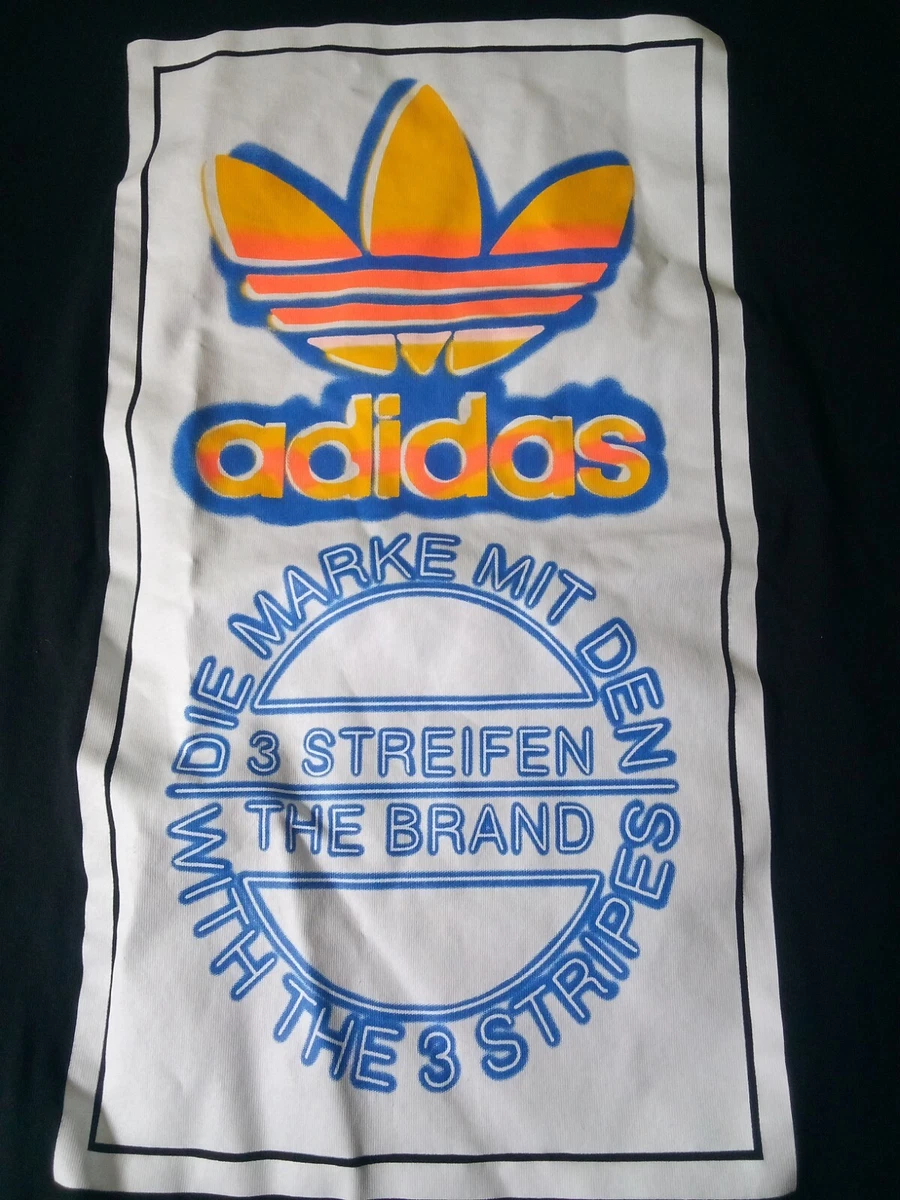 adidas
DIE MARKE MIT DEN
3 STREIFEN
THE BRAND
WITH THE 3 STRIPES